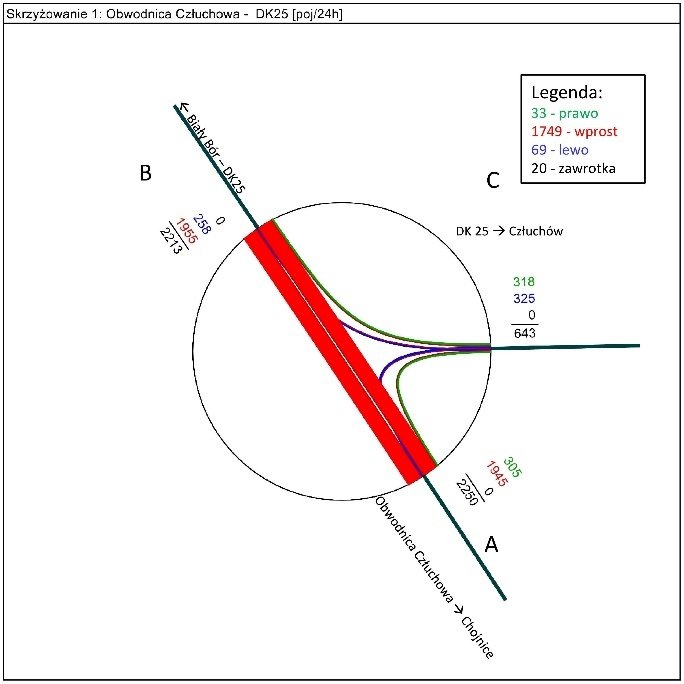 Skrzyżowanie 1: Obwodnica Człuchowa - DK25 [poj/24h]
Legenda:
33 - prawo
1749 - wprost
69 - lewo
20 - zawrotka
← Biały Bór – DK25
B
0
258
1955
2213
C
DK 25 → Człuchów
318
325
0
643
305
1945
0
2250
A
Obwodnica Człuchowa → Chojnice